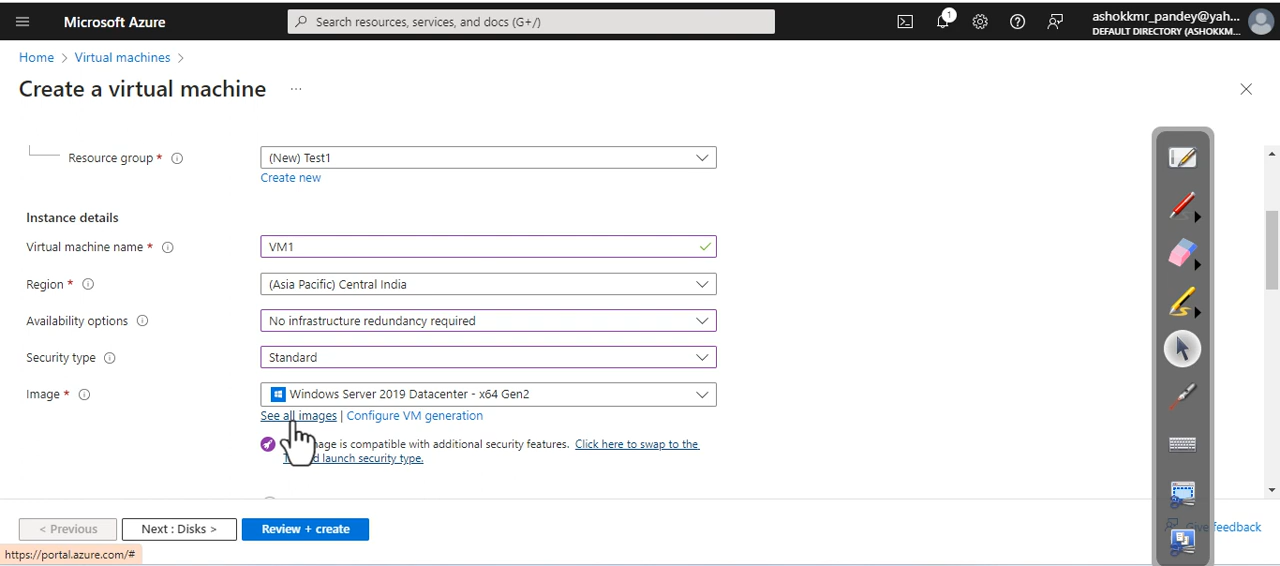 Microsoft Azure
Search resources, services, and docs (G+/)
1
ashokkmr_pandey@yah...
DEFAULT DIRECTORY (ASHOKKM...
Home > Virtual machines >
Create a virtual machine ...
Resource group *
(New) Test1
Create new
Instance details
Virtual machine name *
VM1
Region *
(Asia Pacific) Central India
Availability options
No infrastructure redundancy required
Security type
Standard
Image *
Windows Server 2019 Datacenter - x64 Gen2
See all images | Configure VM generation
image is compatible with additional security features. Click here to swap to the
launch security type.
< Previous
Next : Disks >
Review + create
Give feedback
https://portal.azure.com/#